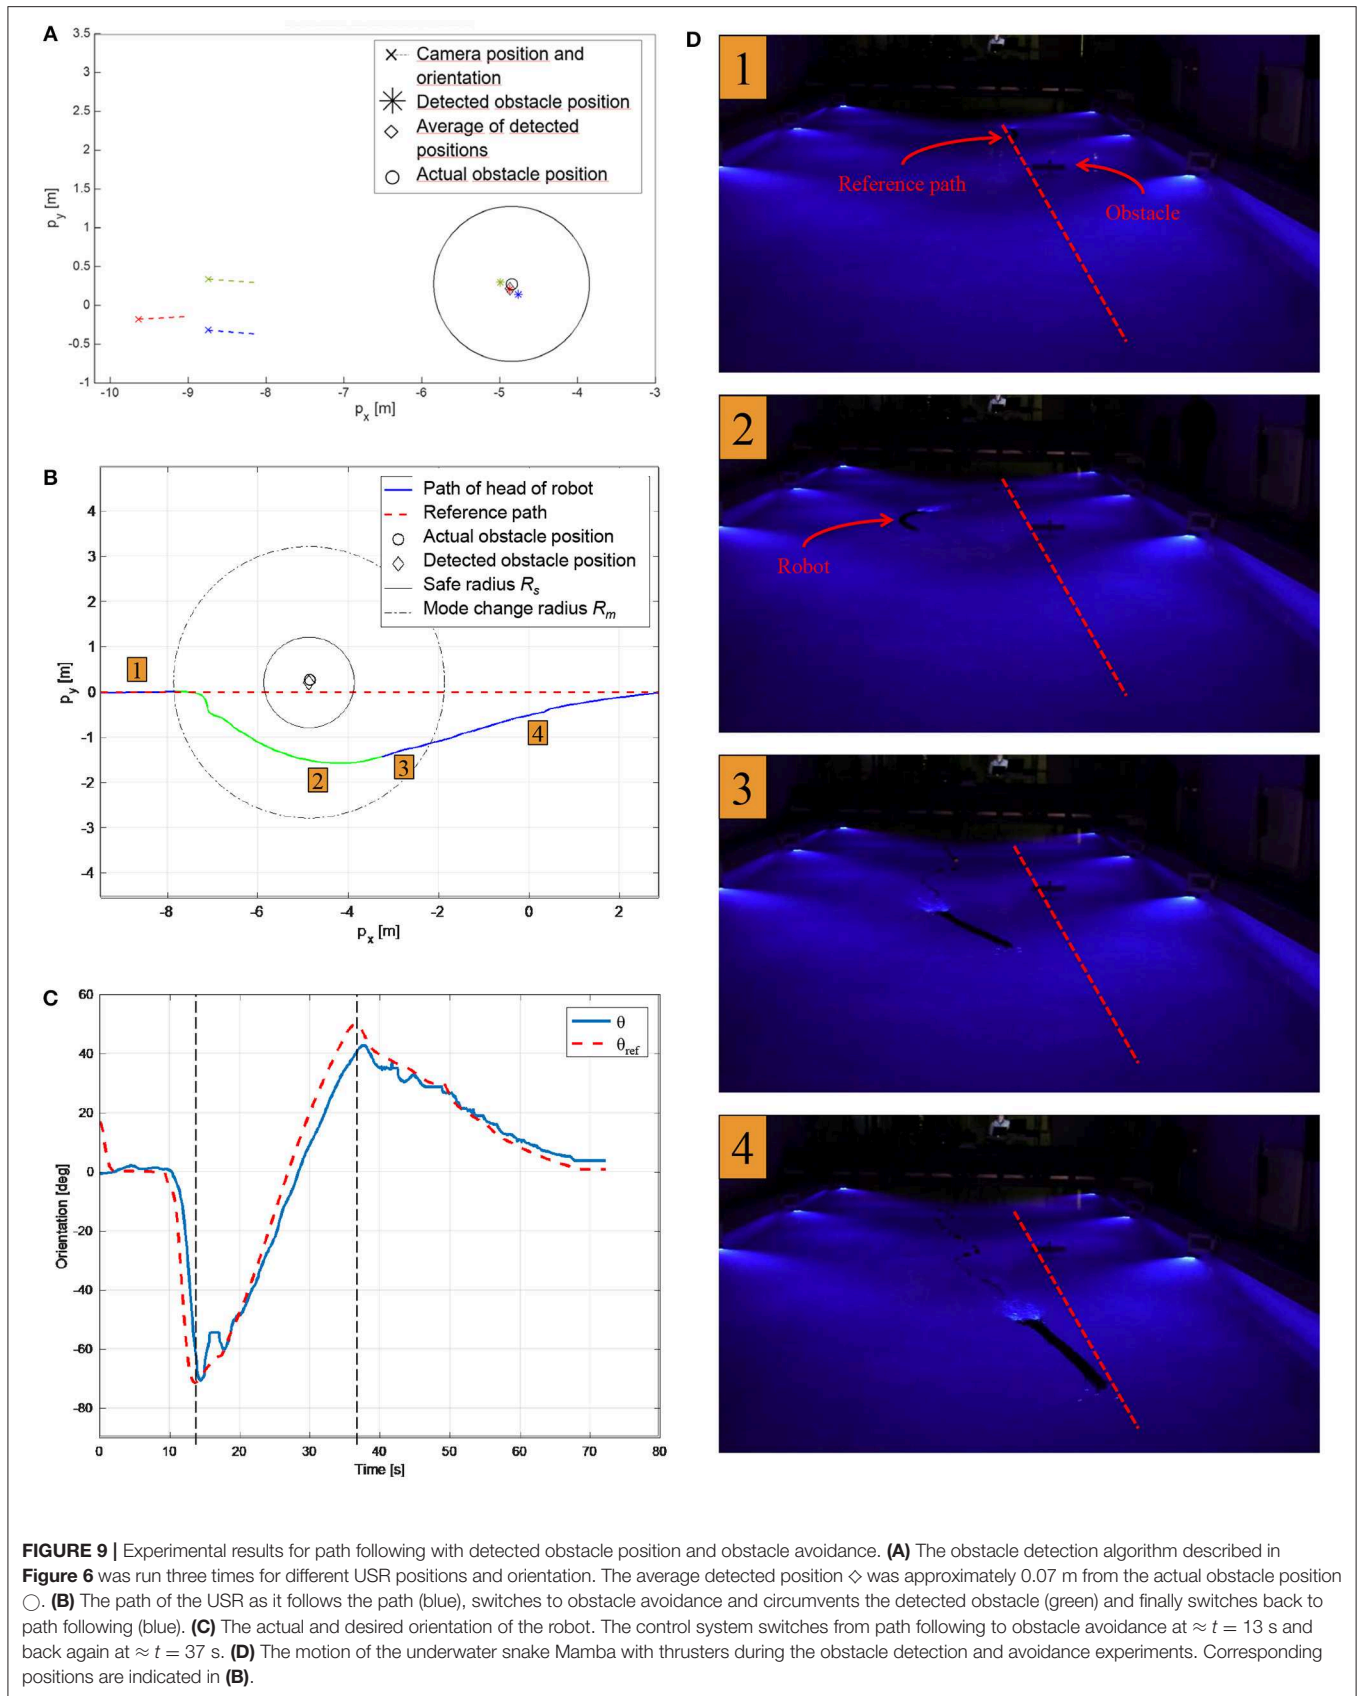 A
3.5
3
2.5
2
1.5
1
0.5
0
-0.5
-1
p_y [m]
-10 -9 -8 -7 -6 -5 -4 -3
p_x [m]
Camera position and
orientation
Detected obstacle position
Average of detected
positions
Actual obstacle position
B
4
3
2
1
0
-1
-2
-3
-4
p_y [m]
-8 -6 -4 -2 0 2
p_x [m]
Path of head of robot
Reference path
Actual obstacle position
Detected obstacle position
Safe radius R_s
Mode change radius R_m
1
2
3
4
C
60
40
20
0
-20
-40
-60
-80
Orientation [deg]
0 10 20 30 40 50 60 70 80
Time [s]
θ
θ_ref
D
1
Reference path
Obstacle
2
Robot
3
4
FIGURE 9 | Experimental results for path following with detected obstacle position and obstacle avoidance. (A) The obstacle detection algorithm described in
Figure 6 was run three times for different USR positions and orientation. The average detected position ◇ was approximately 0.07 m from the actual obstacle position
○. (B) The path of the USR as it follows the path (blue), switches to obstacle avoidance and circumvents the detected obstacle (green) and finally switches back to
path following (blue). (C) The actual and desired orientation of the robot. The control system switches from path following to obstacle avoidance at ≈ t = 13 s and
back again at ≈ t = 37 s. (D) The motion of the underwater snake Mamba with thrusters during the obstacle detection and avoidance experiments. Corresponding
positions are indicated in (B).